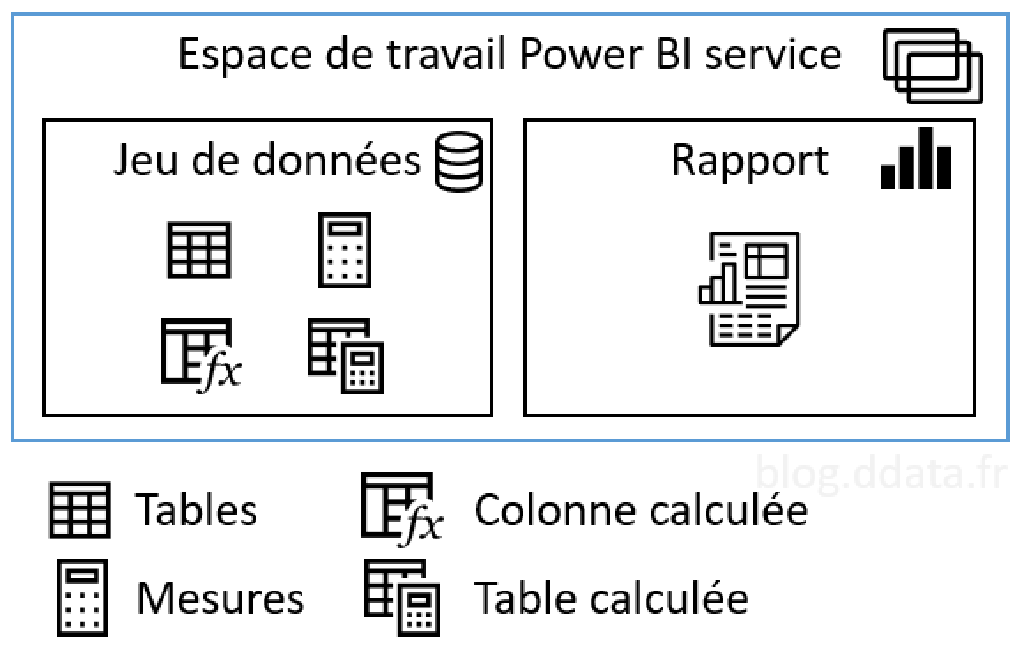 Espace de travail Power BI service
Jeu de données
Rapport
fx
blog.ddata.fr
Tables
fx
Colonne calculée
Mesures
Table calculée